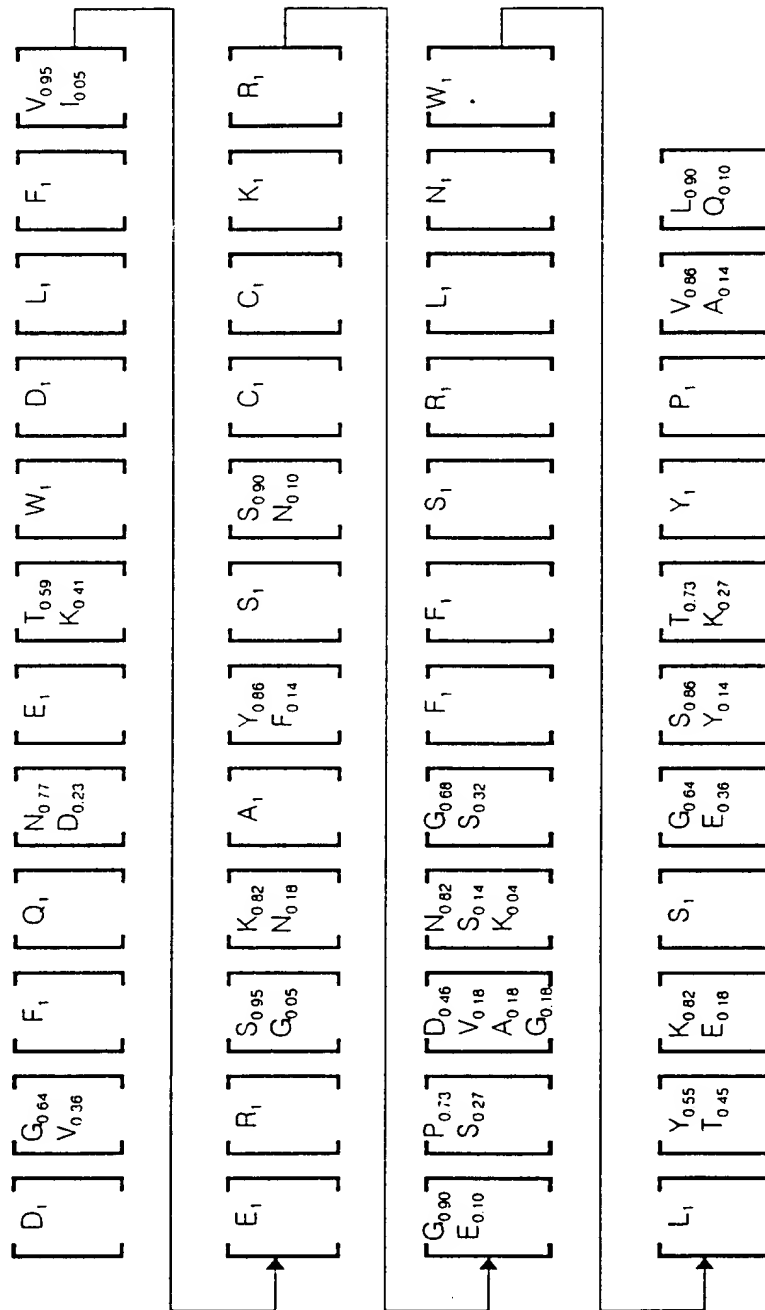 D1 G0.64 F1 Q1 N0.77 E1 T0.59 W1 D1 L1 F1 V0.95
V0.36 D0.23 K0.41 I0.05
E1 R1 S0.95 K0.82 A1 Y0.86 S1 S0.90 C1 C1 K1 R1
G0.05 N0.18 F0.14 N0.10
G0.90 P0.73 D0.46 N0.82 G0.68 F1 F1 S1 R1 L1 N1 W1
E0.10 S0.27 V0.18 S0.14 S0.32
A0.18 K0.04
G0.18
L1 Y0.55 K0.82 S1 G0.64 S0.86 T0.73 Y1 P1 V0.86 L0.90
T0.45 E0.18 E0.36 Y0.14 K0.27 A0.14 Q0.10